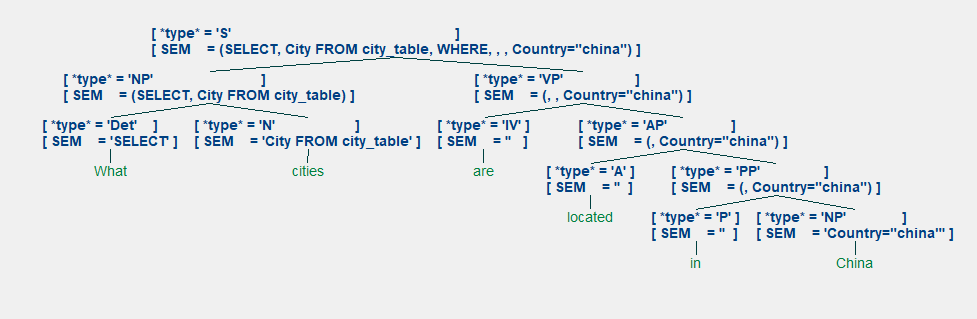 [ *type* = 'S' ]
[ SEM = (SELECT, City FROM city_table, WHERE, , , Country="china") ]
[ *type* = 'NP' ] [ *type* = 'VP' ]
[ SEM = (SELECT, City FROM city_table) ] [ SEM = (, , Country="china") ]
[ *type* = 'Det' ] [ *type* = 'N' ] [ *type* = 'IV' ] [ *type* = 'AP' ]
[ SEM = 'SELECT' ] [ SEM = 'City FROM city_table' ] [ SEM = '' ] [ SEM = (, Country="china") ]
What cities are [ *type* = 'A' ] [ *type* = 'PP' ]
[ SEM = '' ] [ SEM = (, Country="china") ]
located [ *type* = 'P' ] [ *type* = 'NP' ]
[ SEM = '' ] [ SEM = 'Country="china"' ]
in China